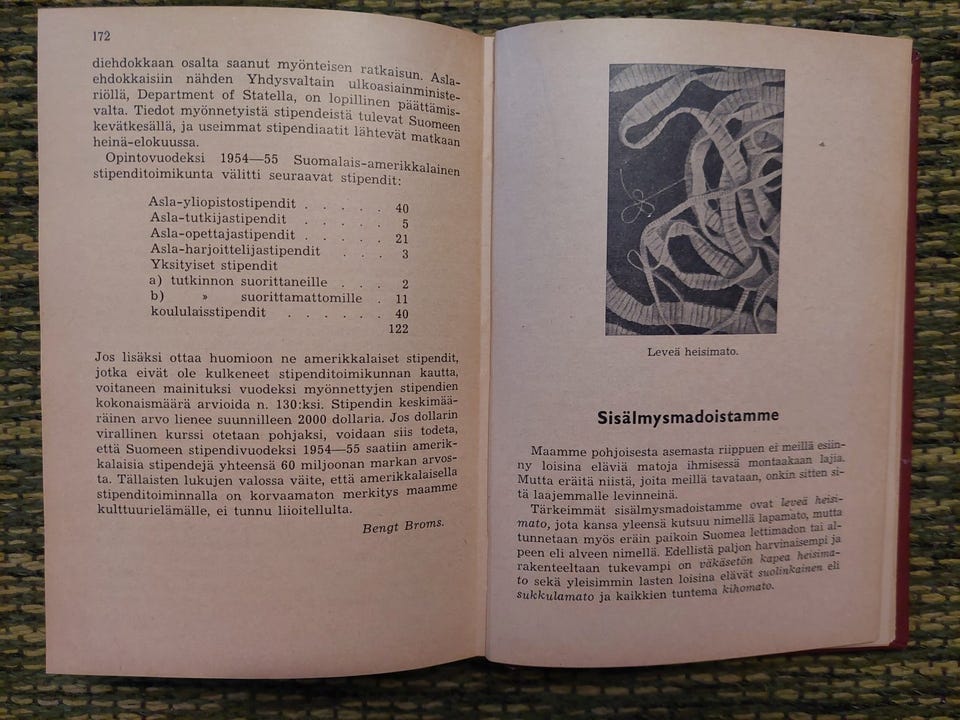 172
diehdokkaan osalta saanut myönteisen ratkaisun. Asla-
ehdokkaisiin nähden Yhdysvaltain ulkoasiainministe-
riöllä, Department of Statella, on lopillinen päättämis-
valta. Tiedot myönnetyistä stipendeistä tulevat Suomeen
kevätkesällä, ja useimmat stipendiaatit lähtevät matkaan
heinä-elokuussa.
Opintovuodeksi 1954—55 Suomalais-amerikkalainen
stipenditoimikunta välitti seuraavat stipendit:
Asla-yliopistostipendit . . . . . 40
Asla-tutkijastipendit . . . . . 5
Asla-opettajastipendit . . . . . 21
Asla-harjoittelijastipendit . . . 3
Yksityiset stipendit
a) tutkinnon suorittaneille . . . 2
b) » suorittamattomille . 11
koululaisstipendit . . . . . . 40
122
Jos lisäksi ottaa huomioon ne amerikkalaiset stipendit,
jotka eivät ole kulkeneet stipenditoimikunnan kautta,
voitaneen mainituksi vuodeksi myönnettyjen stipendien
kokonaismäärä arvioida n. 130:ksi. Stipendin keskimää-
räinen arvo lienee suunnilleen 2000 dollaria. Jos dollarin
virallinen kurssi otetaan pohjaksi, voidaan siis todeta,
että Suomeen stipendivuodeksi 1954—55 saatiin amerik-
kalaisia stipendejä yhteensä 60 miljoonan markan arvos-
ta. Tällaisten lukujen valossa väite, että amerikkalaisella
stipenditoiminnalla on korvaamaton merkitys maamme
kulttuurielämälle, ei tunnu liioitellulta.
Bengt Broms.
Leveä heisimato.
Sisälmysmadoistamme
Maamme pohjoisesta asemasta riippuen ei meillä esiin-
ny loisina eläviä matoja ihmisessä montaakaan lajia.
Mutta eräitä niistä, joita meillä tavataan, onkin sitten si-
tä laajemmalle levinneinä.
Tärkeimmät sisälmysmadoistamme ovat leveä heisi-
mato, jota kansa yleensä kutsuu nimellä lapamato, mutta
tunnetaan myös eräin paikoin Suomea lettimadon tai al-
peen eli alveen nimellä. Edellistä paljon harvinaisempi ja
rakenteeltaan tukevampi on väkäsetön kapea heisima-
to sekä yleisimmin lasten loisina elävät suolinkainen eli
sukkulamato ja kaikkien tuntema kihomato.